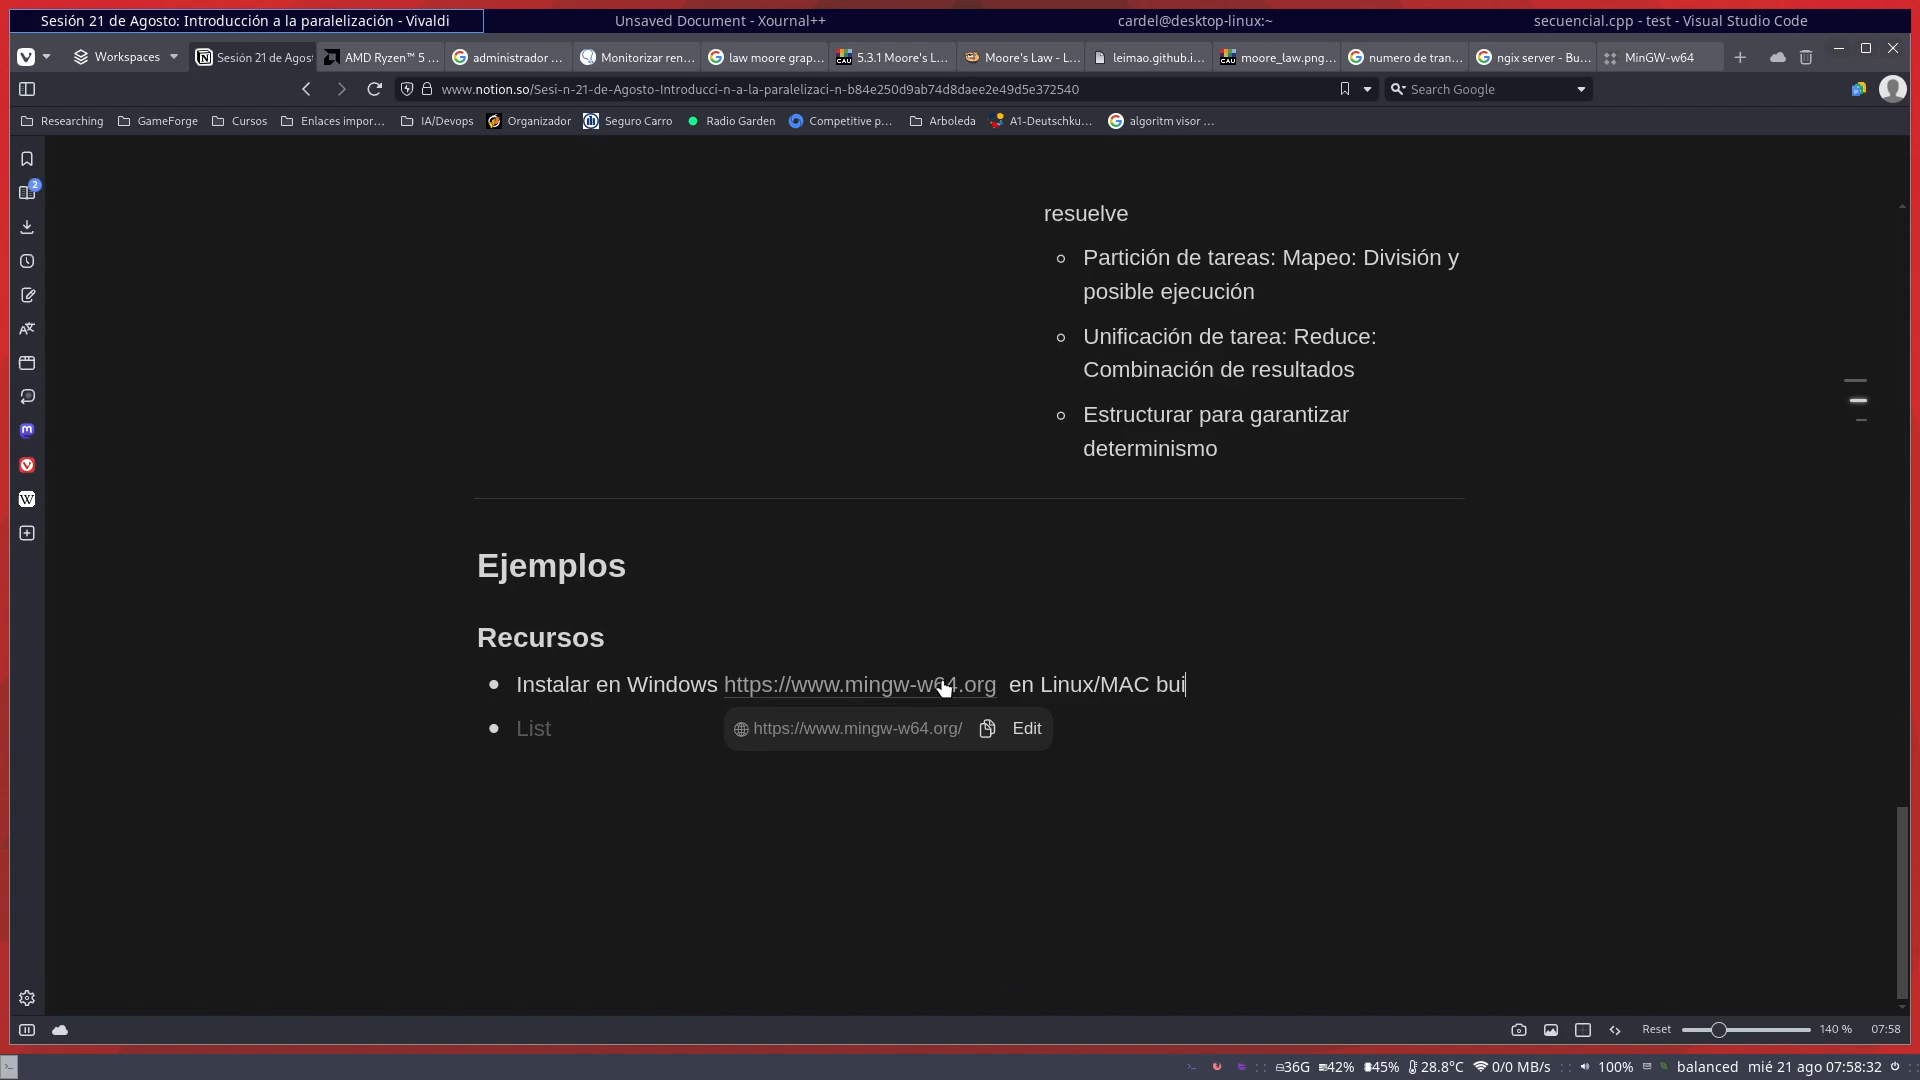 Sesión 21 de Agosto: Introducción a la paralelización - Vivaldi
Unsaved Document - Xournal++
cardel@desktop-linux:~
secuencial.cpp - test - Visual Studio Code
Workspaces
Sesión 21 de Agos
AMD Ryzen™ 5 ...
administrador ...
Monitorizar ren...
law moore grap...
5.3.1 Moore's L...
Moore's Law - L...
leimao.github.i...
moore_law.png...
numero de tran...
ngix server - Bu...
MinGW-w64
www.notion.so/Sesi-n-21-de-Agosto-Introducci-n-a-la-paralelizaci-n-b84e250d9ab74d8daee2e49d5e372540
Search Google
Researching
GameForge
Cursos
Enlaces impor...
IA/Devops
Organizador
Seguro Carro
Radio Garden
Competitive p...
Arboleda
A1-Deutschku...
algoritm visor ...
2
resuelve
Partición de tareas: Mapeo: División y
posible ejecución
Unificación de tarea: Reduce:
Combinación de resultados
Estructurar para garantizar
determinismo
Ejemplos
Recursos
Instalar en Windows https://www.mingw-w64.org en Linux/MAC bui
List
https://www.mingw-w64.org/ Edit
Reset
140 %
07:58
36G 42% 45% 28.8°C 0/0 MB/s 100% balanced mié 21 ago 07:58:32